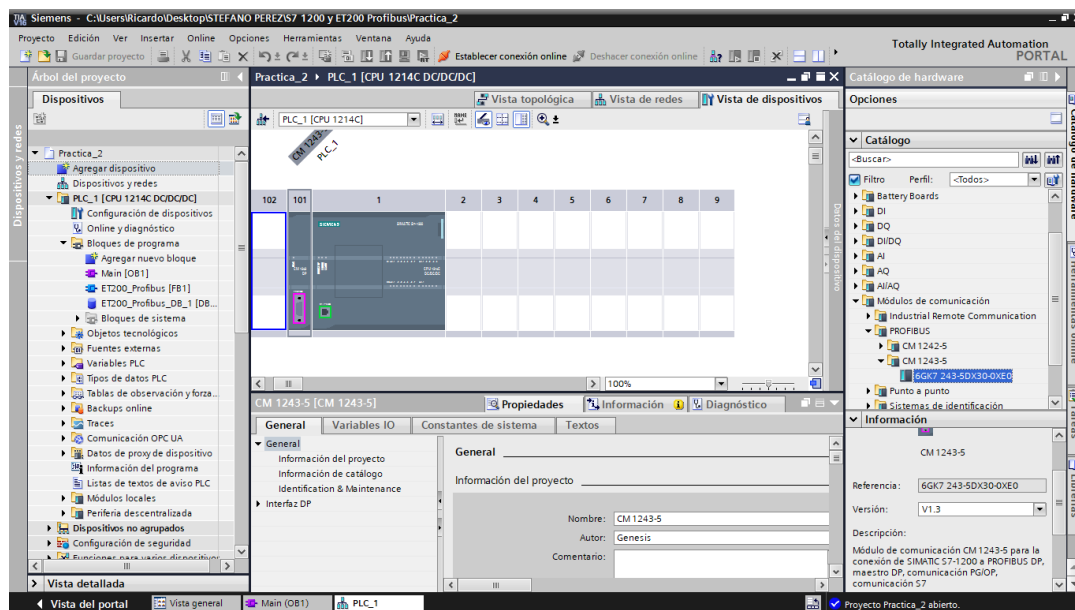 Siemens - C:\Users\Ricardo\Desktop\STEFANO PEREZ\S7 1200 y ET200 Profibus\Practica_2
Proyecto Edición Ver Insertar Online Opciones Herramientas Ventana Ayuda
Guardar proyecto Establecer conexión online Deshacer conexión online
Totally Integrated Automation
PORTAL
Árbol del proyecto
Dispositivos
Dispositivos y redes
Practica_2
Agregar dispositivo
Dispositivos y redes
PLC_1 [CPU 1214C DC/DC/DC]
Configuración de dispositivos
Online y diagnóstico
Bloques de programa
Agregar nuevo bloque
Main [OB1]
ET200_Profibus [FB1]
ET200_Profibus_DB_1 [DB...
Bloques de sistema
Objetos tecnológicos
Fuentes externas
Variables PLC
Tipos de datos PLC
Tablas de observación y forza...
Backups online
Traces
Comunicación OPC UA
Datos de proxy de dispositivo
Información del programa
Listas de textos de aviso PLC
Módulos locales
Periferia descentralizada
Dispositivos no agrupados
Configuración de seguridad
Funciones para varios dispositivos
Vista detallada
Practica_2 PLC_1 [CPU 1214C DC/DC/DC]
Vista topológica Vista de redes Vista de dispositivos
PLC_1 [CPU 1214C]
CM 1243-
PLC_1
102 101 1 2 3 4 5 6 7 8 9
SIEMENS
100%
Datos del dispositivo
CM 1243-5 [CM 1243-5]
Propiedades Información Diagnóstico
General Variables IO Constantes de sistema Textos
General
Información del proyecto
Información de catálogo
Identification & Maintenance
Interfaz DP
General
Información del proyecto
Nombre: CM 1243-5
Autor: Genesis
Comentario:
Catálogo de hardware
Opciones
Catálogo
<Buscar>
Filtro Perfil: <Todos>
Battery Boards
DI
DQ
DI/DQ
AI
AQ
AI/AQ
Módulos de comunicación
Industrial Remote Communication
PROFIBUS
CM 1242-5
CM 1243-5
6GK7 243-5DX30-0XE0
Punto a punto
Sistemas de identificación
Información
CM 1243-5
Referencia: 6GK7 243-5DX30-0XE0
Versión: V1.3
Descripción:
Módulo de comunicación CM 1243-5 para la
conexión de SIMATIC S7-1200 a PROFIBUS DP,
maestro DP, comunicación PG/OP,
comunicación S7
Catálogo de hardware
Vista del portal Vista general Main (OB1) PLC_1
Proyecto Practica_2 abierto.